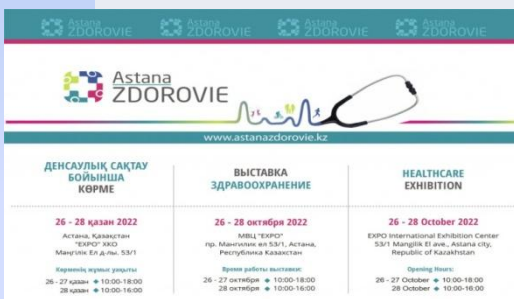 Astana
ZDOROVIE
Astana
ZDOROVIE
Astana
ZDOROVIE
Astana
ZDOROVIE
Astana
ZDOROVIE
www.astanazdorovie.kz
ДЕНСАУЛЫҚ САҚТАУ
БОЙЫНША
КӨРМЕ
26 - 28 қазан 2022
Астана, Қазақстан
"EXPO" ХКО
Мәңгілік Ел д-лы. 53/1
Көрменің жұмыс уақыты
26 - 27 қазан ◆ 10:00-18:00
28 қазан ◆ 10:00-16:00
ВЫСТАВКА
ЗДРАВООХРАНЕНИЕ
26 - 28 октября 2022
МВЦ "EXPO"
пр. Мангилик ел 53/1, Астана,
Республика Казахстан
Время работы выставки:
26 - 27 октября ◆ 10:00-18:00
28 октября ◆ 10:00-16:00
HEALTHCARE
EXHIBITION
26 - 28 October 2022
EXPO International Exhibition Center
53/1 Mangilik El ave., Astana city,
Republic of Kazakhstan
Opening Hours:
26 - 27 October ◆ 10:00-18:00
28 October ◆ 10:00-16:00